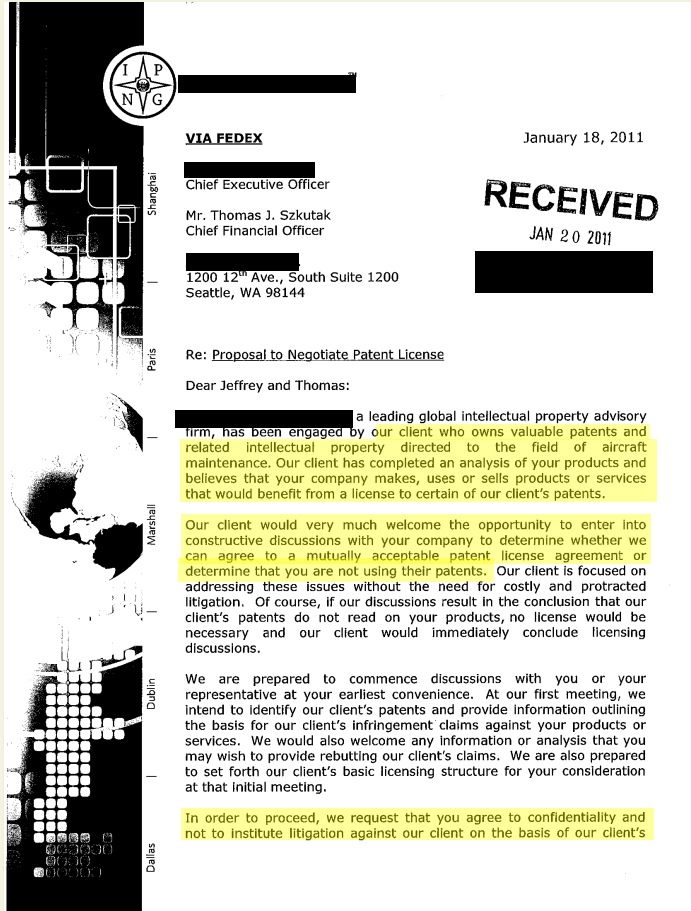 I P
N G
TM
VIA FEDEX
January 18, 2011
Chief Executive Officer
Mr. Thomas J. Szkutak
Chief Financial Officer
RECEIVED
JAN 20 2011
1200 12th Ave., South Suite 1200
Seattle, WA 98144
Re: Proposal to Negotiate Patent License
Dear Jeffrey and Thomas:
a leading global intellectual property advisory
firm, has been engaged by our client who owns valuable patents and
related intellectual property directed to the field of aircraft
maintenance. Our client has completed an analysis of your products and
believes that your company makes, uses or sells products or services
that would benefit from a license to certain of our client's patents.
Our client would very much welcome the opportunity to enter into
constructive discussions with your company to determine whether we
can agree to a mutually acceptable patent license agreement or
determine that you are not using their patents. Our client is focused on
addressing these issues without the need for costly and protracted
litigation. Of course, if our discussions result in the conclusion that our
client's patents do not read on your products, no license would be
necessary and our client would immediately conclude licensing
discussions.
We are prepared to commence discussions with you or your
representative at your earliest convenience. At our first meeting, we
intend to identify our client's patents and provide information outlining
the basis for our client's infringement claims against your products or
services. We would also welcome any information or analysis that you
may wish to provide rebutting our client's claims. We are also prepared
to set forth our client's basic licensing structure for your consideration
at that initial meeting.
In order to proceed, we request that you agree to confidentiality and
not to institute litigation against our client on the basis of our client's
Shanghai
Paris
Marshall
Dublin
Dallas